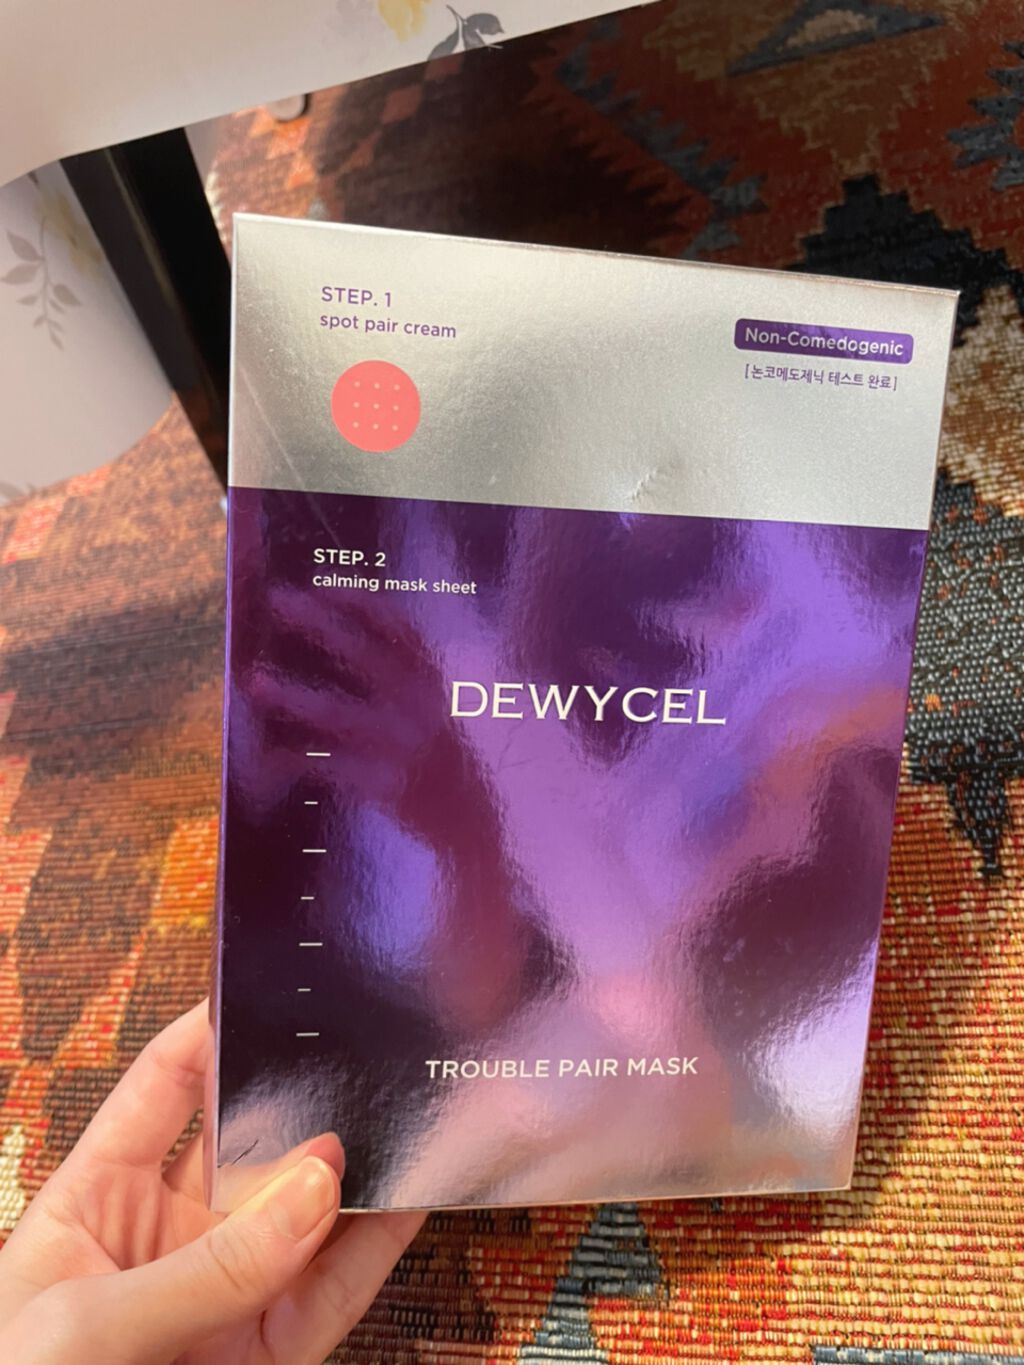 STEP. 1
spot pair cream
Non-Comedogenic
[논코메도제닉 테스트 완료]
STEP. 2
calming mask sheet
DEWYCEL
TROUBLE PAIR MASK